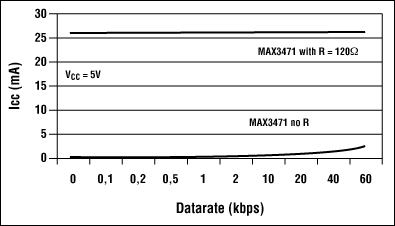 30
25
20
15
10
5
0
Icc (mA)
MAX3471 with R = 120Ω
VCC = 5V
MAX3471 no R
0 0,1 0,2 0,5 1 2 10 20 40 60
Datarate (kbps)